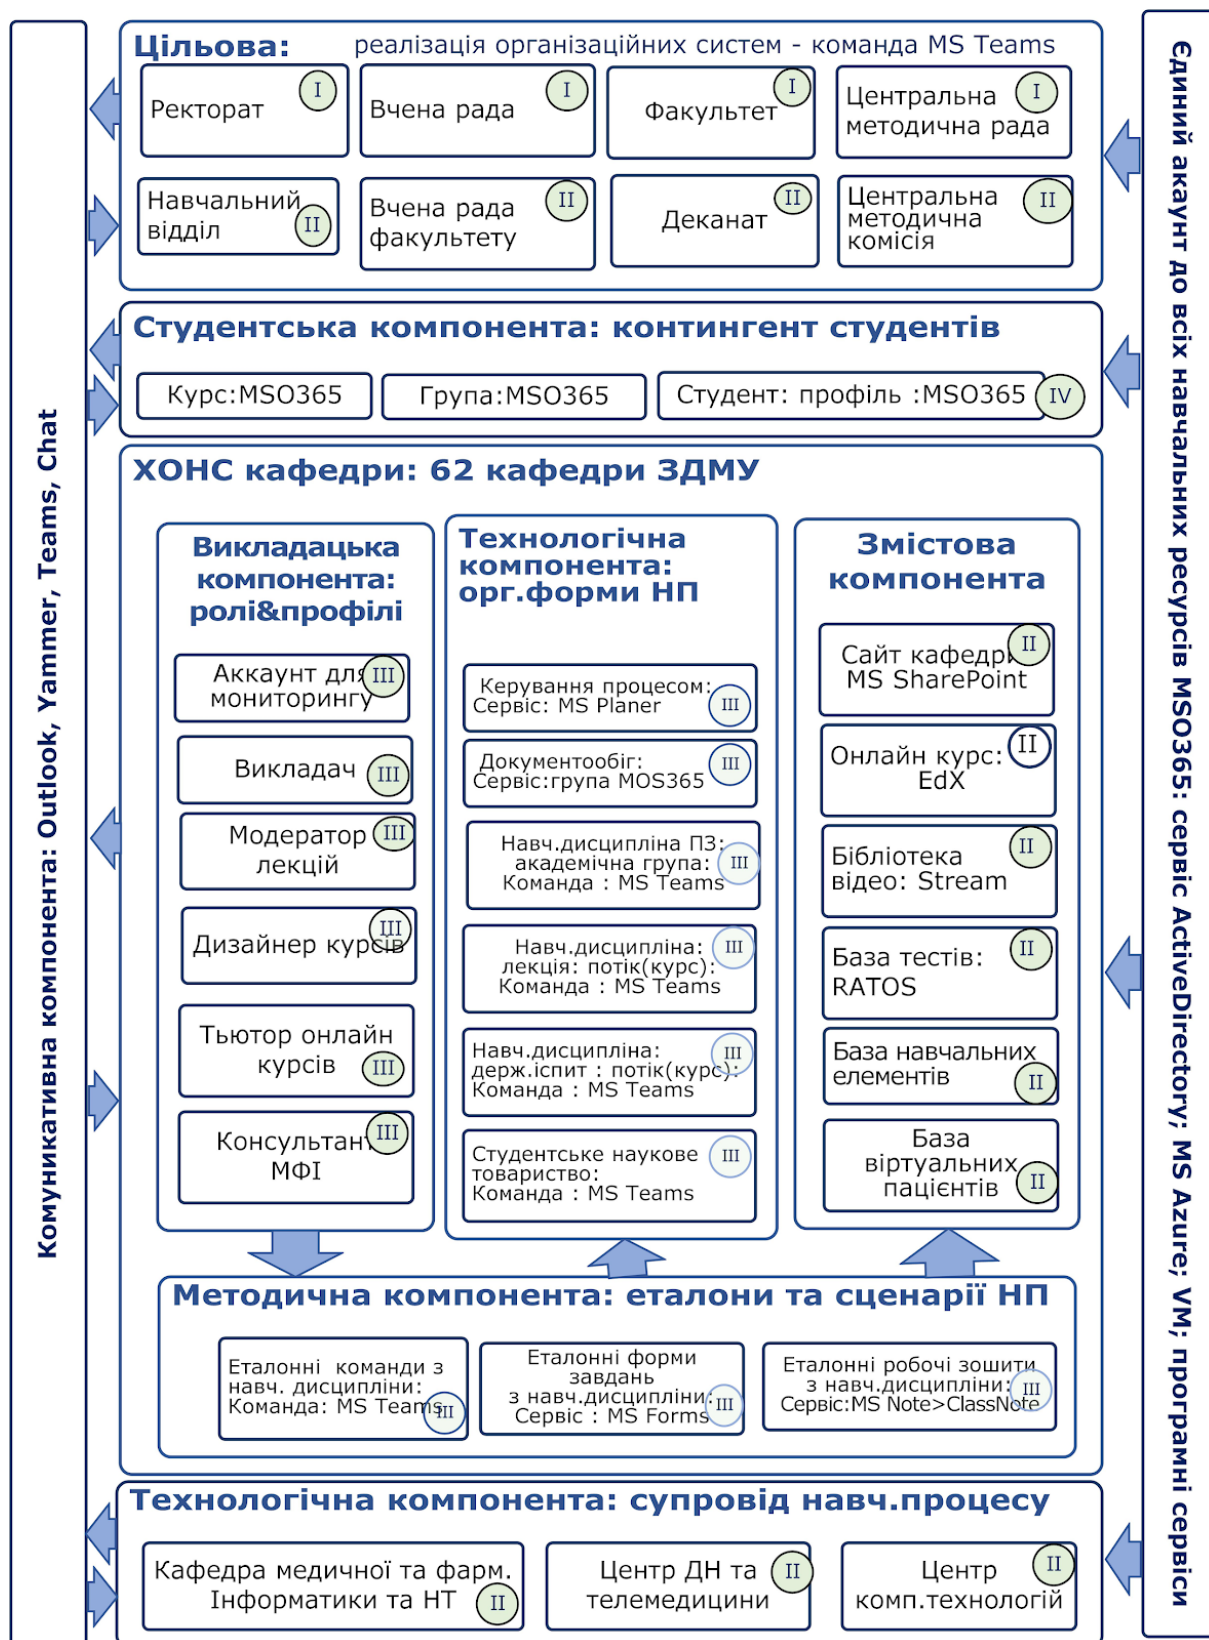 Цільова:
реалізація організаційних систем - команда MS Teams
Ректорат
I
Вчена рада
I
Факультет
I
Центральна
методична рада
I
Навчальний
відділ
II
Вчена рада
факультету
II
Деканат
II
Центральна
методична
комісія
II
Студентська компонента: контингент студентів
Курс:MSO365
Група:MSO365
Студент: профіль :MSO365
IV
ХОНС кафедри: 62 кафедри ЗДМУ
Викладацька
компонента:
ролі&профілі
Аккаунт для
мониторингу
III
Викладач
III
Модератор
лекцій
III
Дизайнер курсів
III
Тьютор онлайн
курсів
III
Консультант
МФІ
III
Технологічна
компонента:
орг.форми НП
Керування процесом:
Сервіс: MS Planer
III
Документообіг:
Сервіс:група MOS365
III
Навч.дисципліна ПЗ:
академічна група:
Команда : MS Teams
III
Навч.дисципліна:
лекція: потік(курс):
Команда : MS Teams
III
Навч.дисципліна:
держ.іспит : потік(курс):
Команда : MS Teams
III
Студентське наукове
товариство:
Команда : MS Teams
III
Змістова
компонента
Сайт кафедри
MS SharePoint
II
Онлайн курс:
EdX
II
Бібліотека
відео: Stream
II
База тестів:
RATOS
II
База навчальних
елементів
II
База
віртуальних
пацієнтів
II
Методична компонента: еталони та сценарії НП
Еталонні команди з
навч. дисципліни:
Команда: MS Teams
III
Еталонні форми
завдань
з навч.дисципліни:
Сервіс : MS Forms
III
Еталонні робочі зошити
з навч.дисципліни:
Сервіс:MS Note>ClassNote
III
Технологічна компонента: супровід навч.процесу
Кафедра медичної та фарм.
Інформатики та НТ
II
Центр ДН та
телемедицини
II
Центр
комп.технологій
II
Комуникативна компонента: Outlook, Yammer, Teams, Chat
Єдиний акаунт до всіх навчальних ресурсів MSO365: сервіс ActiveDirectory; MS Azure; VM; програмні сервіси